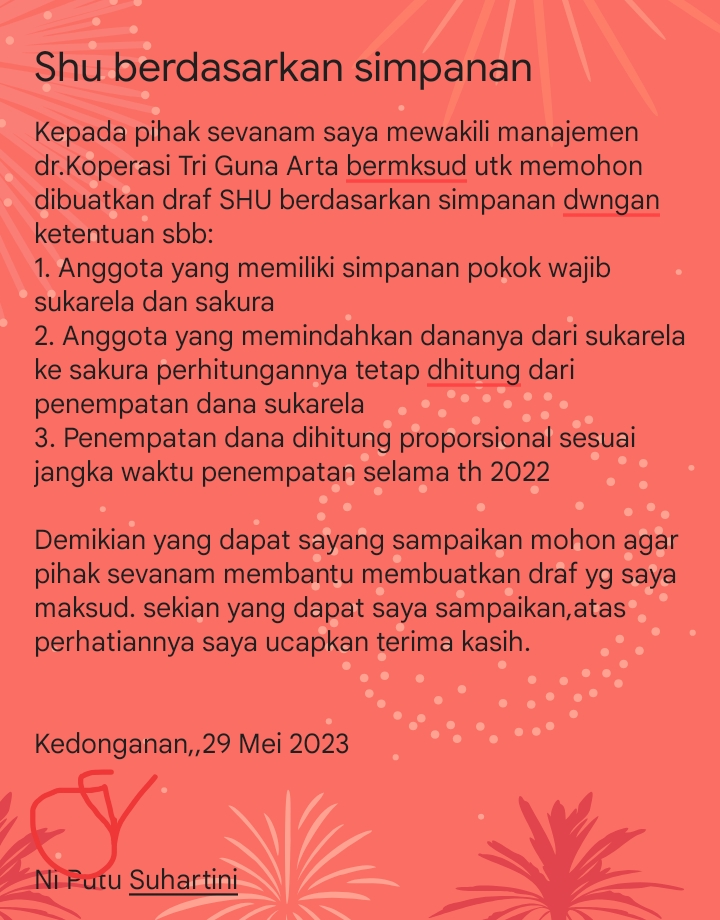 Shu berdasarkan simpanan
Kepada pihak sevanam saya mewakili manajemen
dr.Koperasi Tri Guna Arta bermksud utk memohon
dibuatkan draf SHU berdasarkan simpanan dwngan
ketentuan sbb:
1. Anggota yang memiliki simpanan pokok wajib
sukarela dan sakura
2. Anggota yang memindahkan dananya dari sukarela
ke sakura perhitungannya tetap dhitung dari
penempatan dana sukarela
3. Penempatan dana dihitung proporsional sesuai
jangka waktu penempatan selama th 2022
Demikian yang dapat sayang sampaikan mohon agar
pihak sevanam membantu membuatkan draf yg saya
maksud. sekian yang dapat saya sampaikan,atas
perhatiannya saya ucapkan terima kasih.
Kedonganan,,29 Mei 2023
Ni Putu Suhartini